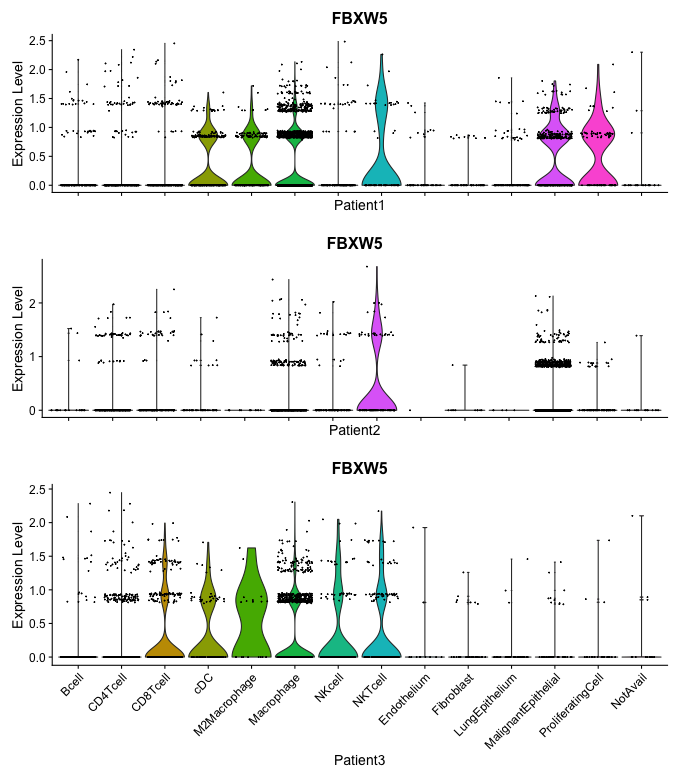 FBXW5
Expression Level
2.5
2.0
1.5
1.0
0.5
0.0
Patient1
FBXW5
Expression Level
2
1
0
Patient2
FBXW5
Expression Level
2.5
2.0
1.5
1.0
0.5
0.0
Bcell
CD4Tcell
CD8Tcell
cDC
M2Macrophage
Macrophage
NKcell
NKTcell
Endothelium
Fibroblast
LungEpithelium
MalignantEpithelial
ProliferatingCell
NotAvail
Patient3